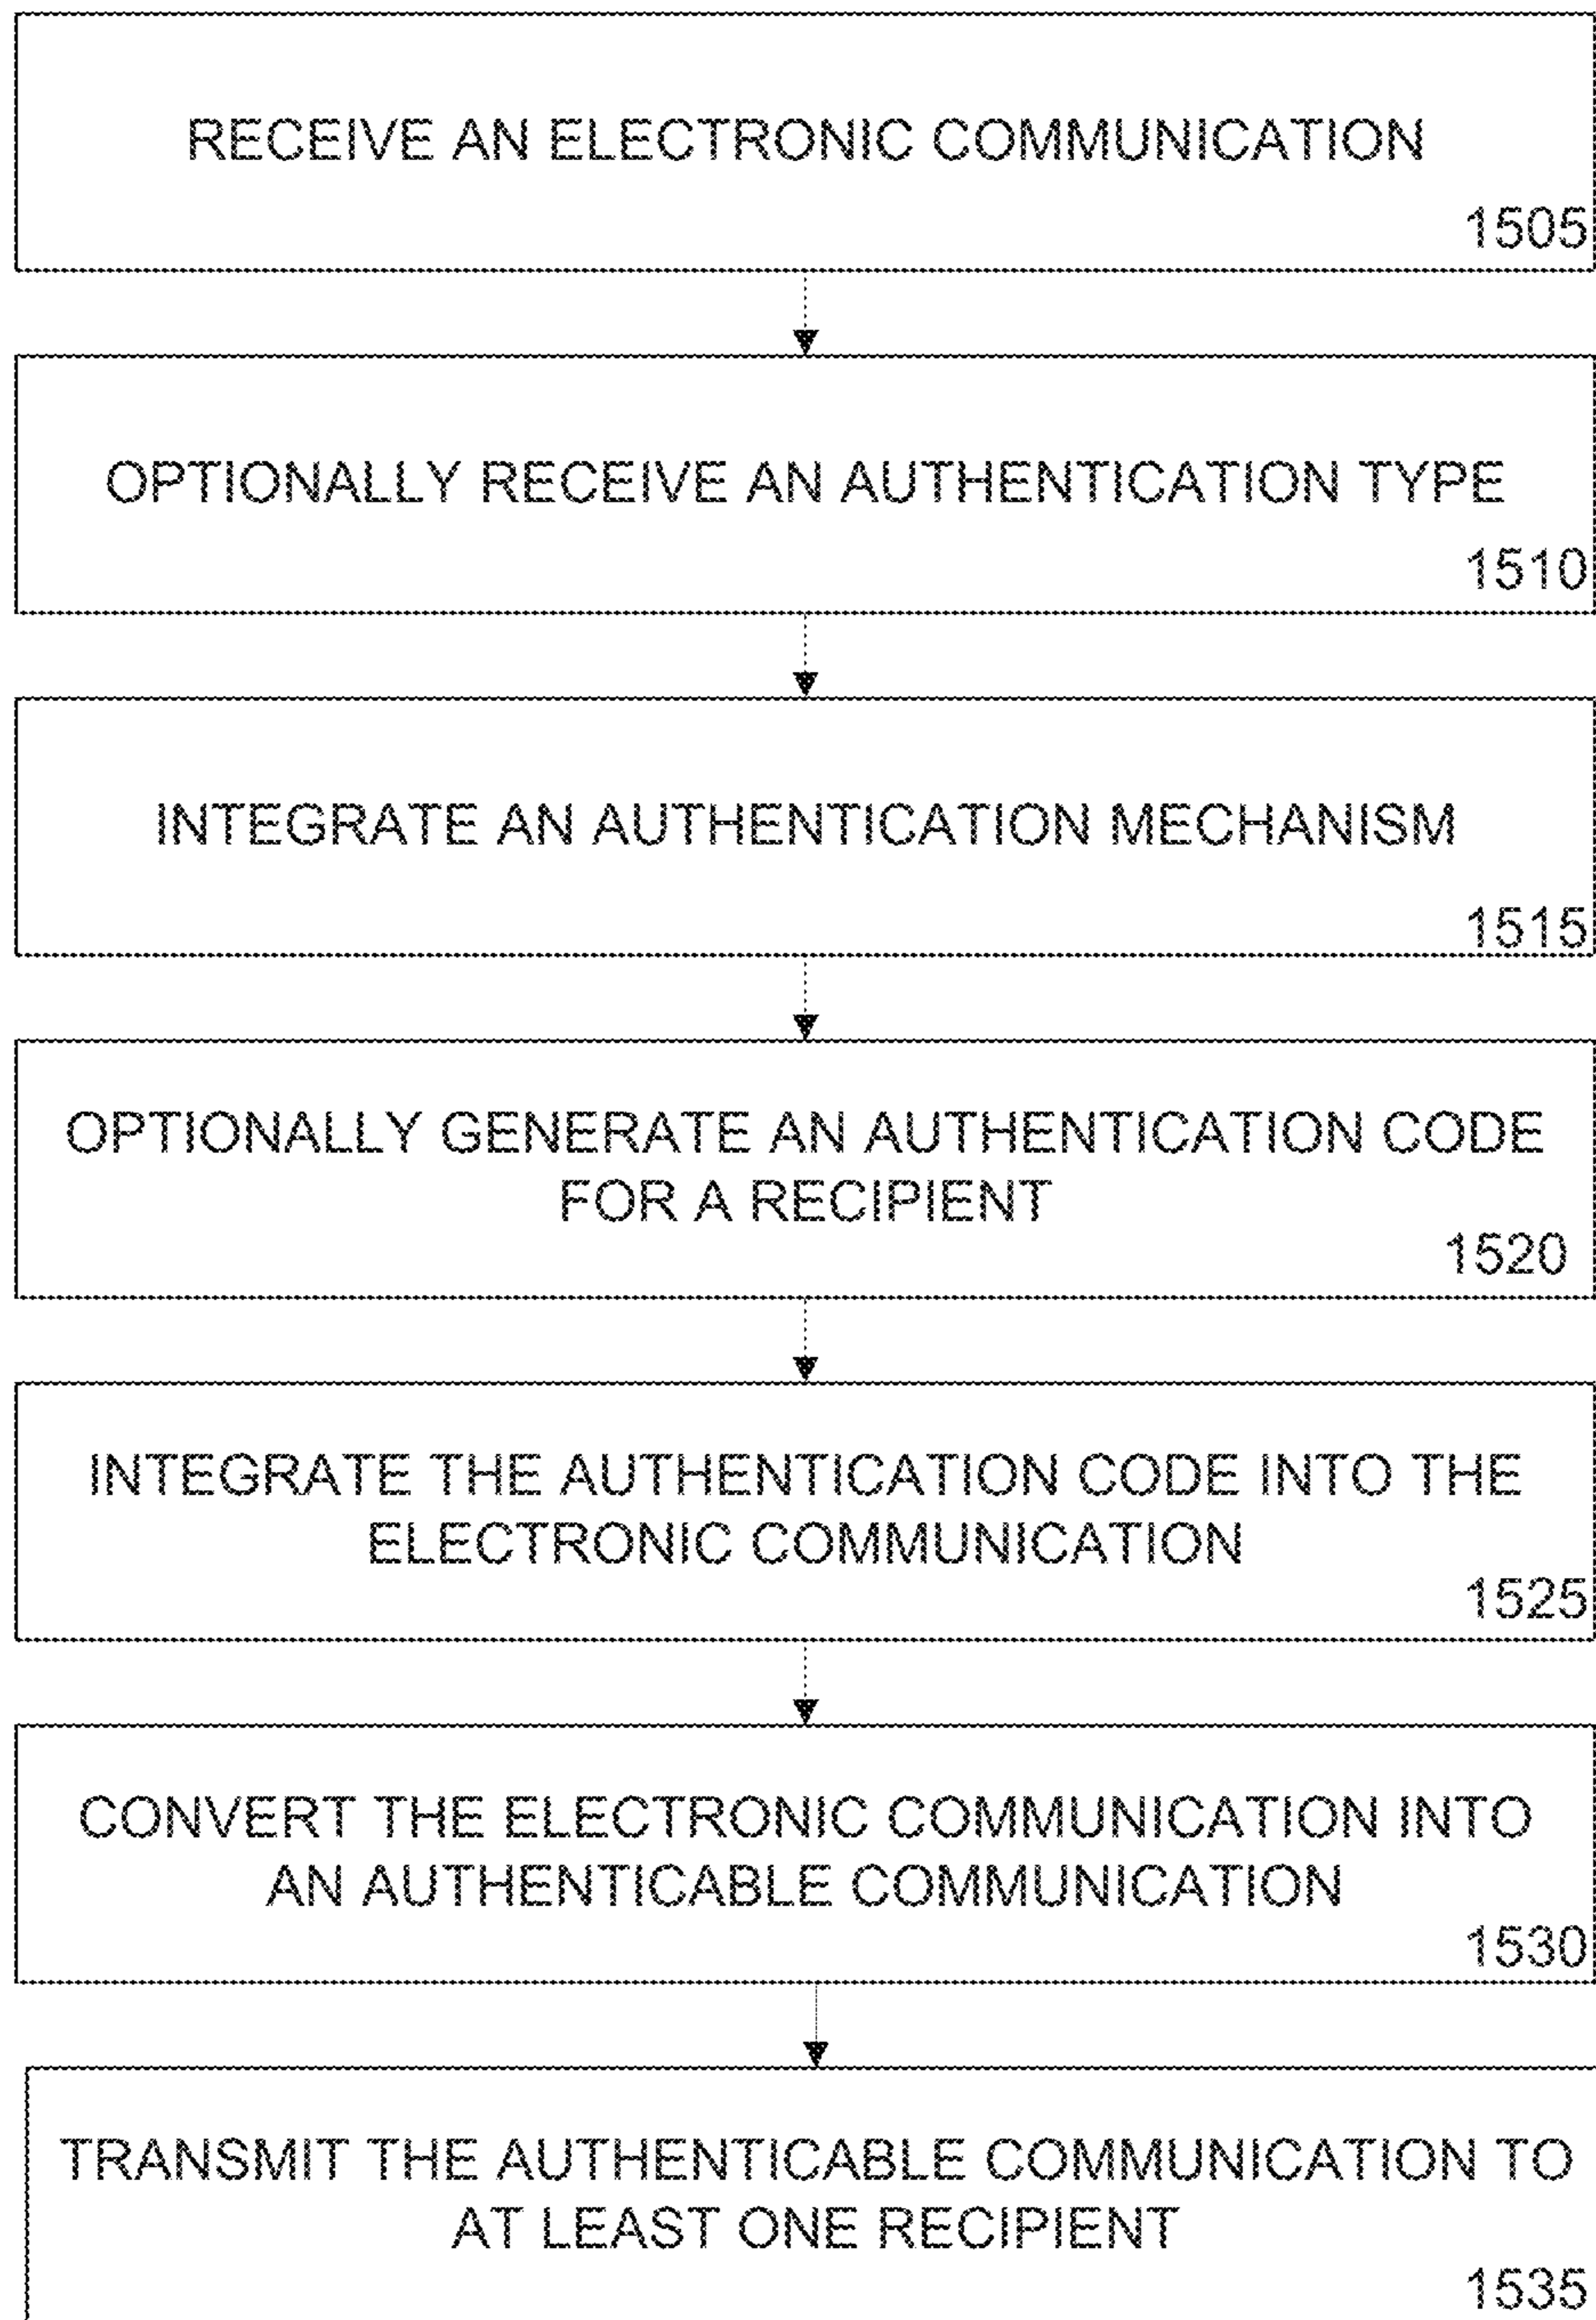 RECEIVE AN ELECTRONIC COMMUNICATION
1505
OPTIONALLY RECEIVE AN AUTHENTICATION TYPE
1510
INTEGRATE AN AUTHENTICATION MECHANISM
1515
OPTIONALLY GENERATE AN AUTHENTICATION CODE
FOR A RECIPIENT
1520
INTEGRATE THE AUTHENTICATION CODE INTO THE
ELECTRONIC COMMUNICATION
1525
CONVERT THE ELECTRONIC COMMUNICATION INTO
AN AUTHENTICABLE COMMUNICATION
1530
TRANSMIT THE AUTHENTICABLE COMMUNICATION TO
AT LEAST ONE RECIPIENT
1535